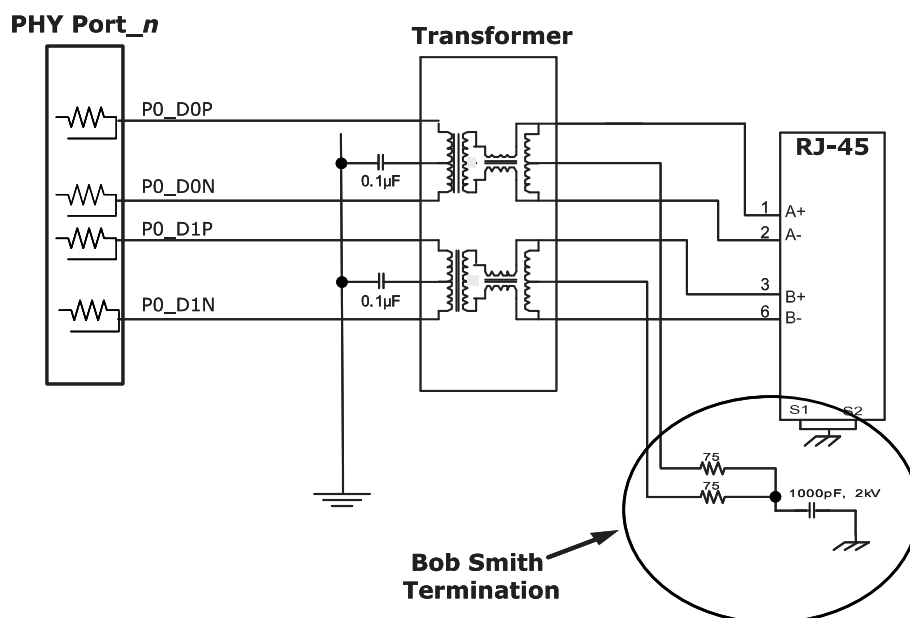 PHY Port_n
Transformer
P0_D0P
RJ-45
0.1µF
1 A+
P0_D0N
2 A-
P0_D1P
3 B+
0.1µF
P0_D1N
6 B-
S1 S2
75
75
1000pF, 2kV
Bob Smith
Termination